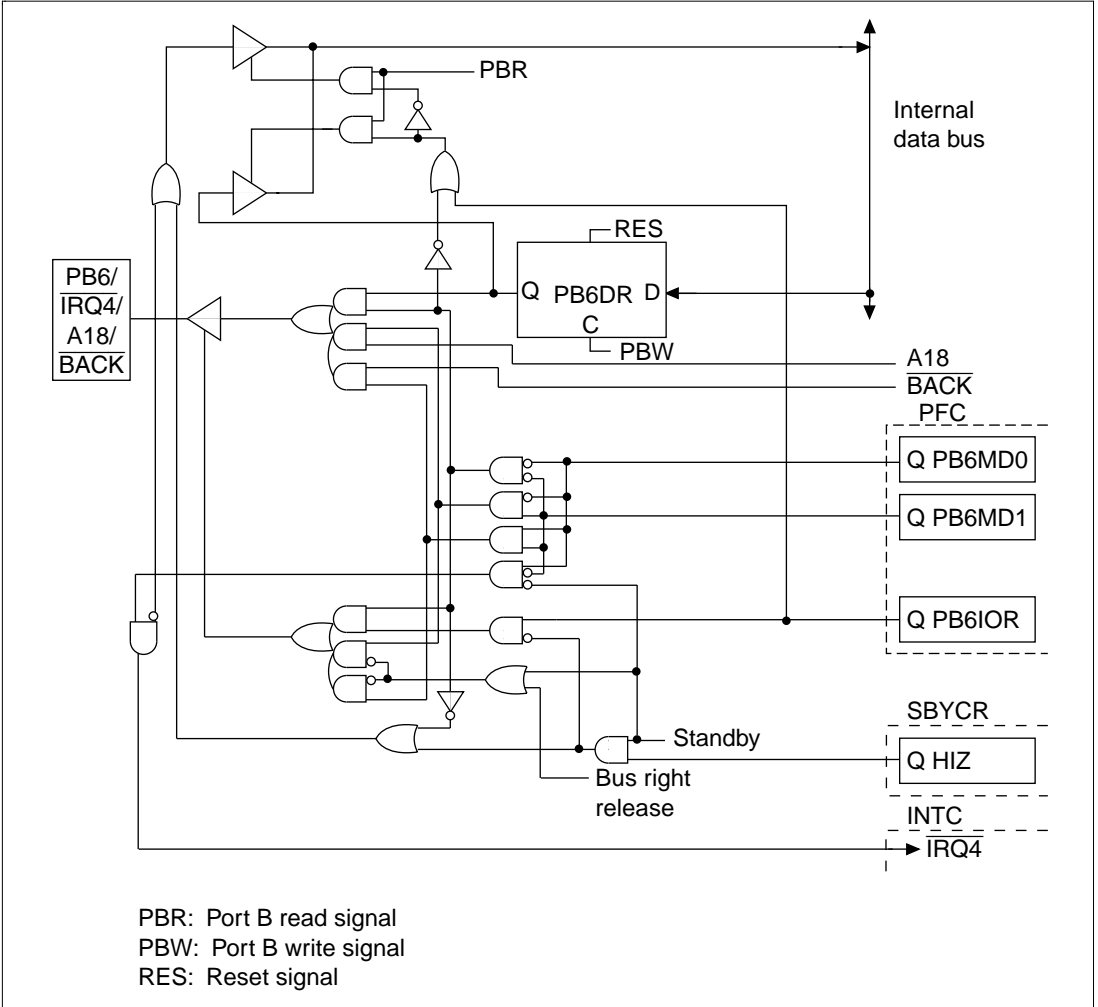 PBR
Internal
data bus
RES
PB6/
IRQ4/
A18/
BACK
Q PB6DR D
C
PBW
A18
BACK
PFC
Q PB6MD0
Q PB6MD1
Q PB6IOR
SBYCR
Standby
Q HIZ
Bus right
release
INTC
IRQ4
PBR: Port B read signal
PBW: Port B write signal
RES: Reset signal